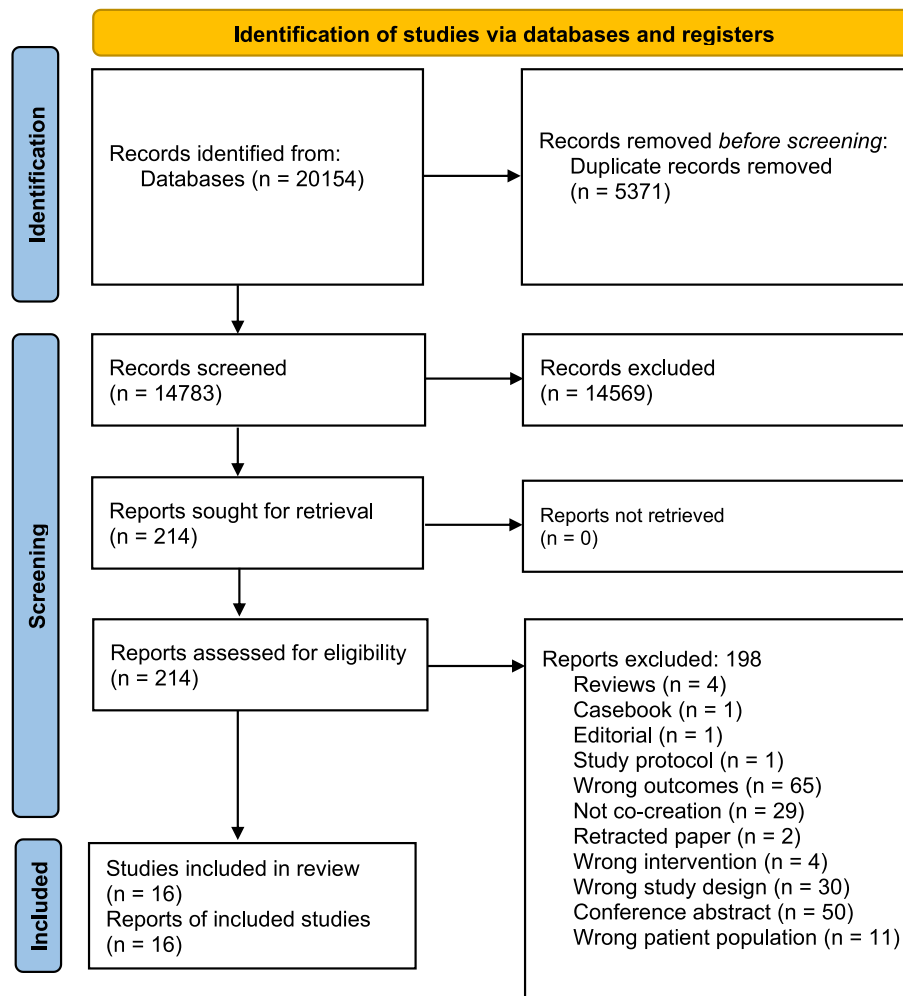 Identification of studies via databases and registers
Identification
Records identified from:
Databases (n = 20154)
Records removed before screening:
Duplicate records removed
(n = 5371)
Screening
Records screened
(n = 14783)
Records excluded
(n = 14569)
Reports sought for retrieval
(n = 214)
Reports not retrieved
(n = 0)
Reports assessed for eligibility
(n = 214)
Reports excluded: 198
Reviews (n = 4)
Casebook (n = 1)
Editorial (n = 1)
Study protocol (n = 1)
Wrong outcomes (n = 65)
Not co-creation (n = 29)
Retracted paper (n = 2)
Wrong intervention (n = 4)
Wrong study design (n = 30)
Conference abstract (n = 50)
Wrong patient population (n = 11)
Included
Studies included in review
(n = 16)
Reports of included studies
(n = 16)